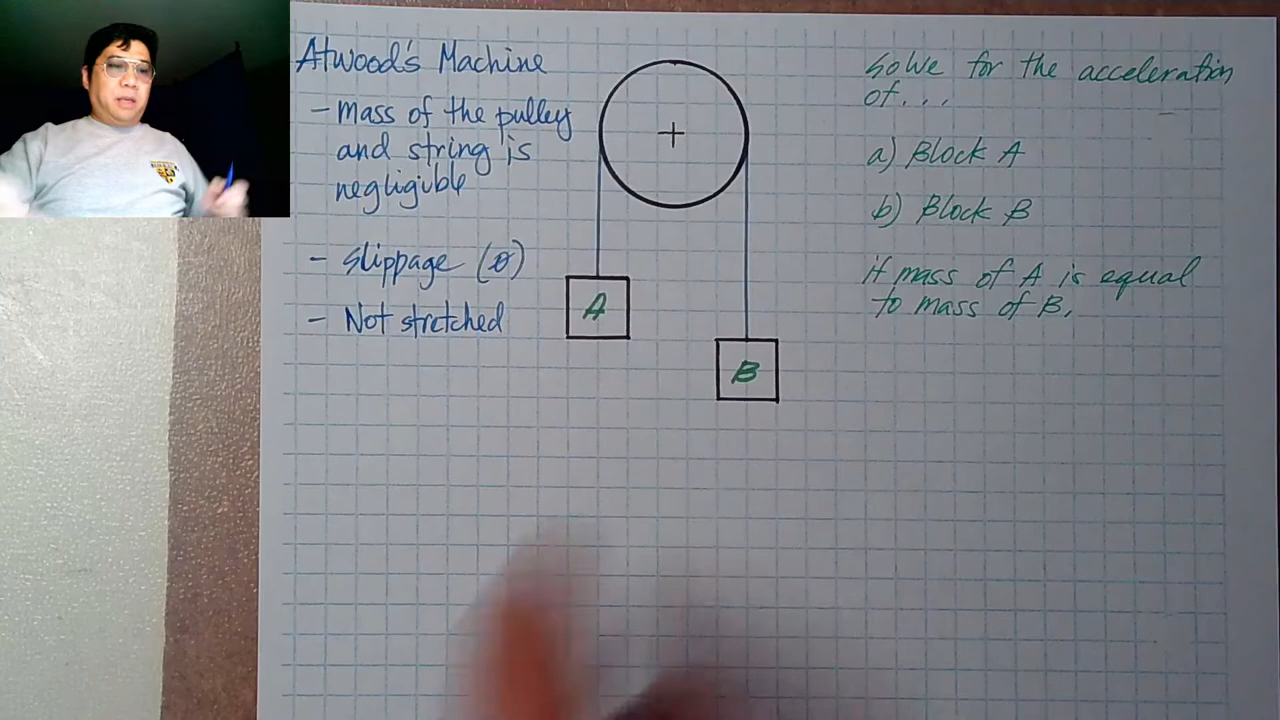 Atwood's Machine
- Mass of the pulley
and string is
negligible
- Slippage (∅)
- Not stretched
A
B
Solve for the acceleration
of...
a) Block A
b) Block B
if mass of A is equal
to mass of B.